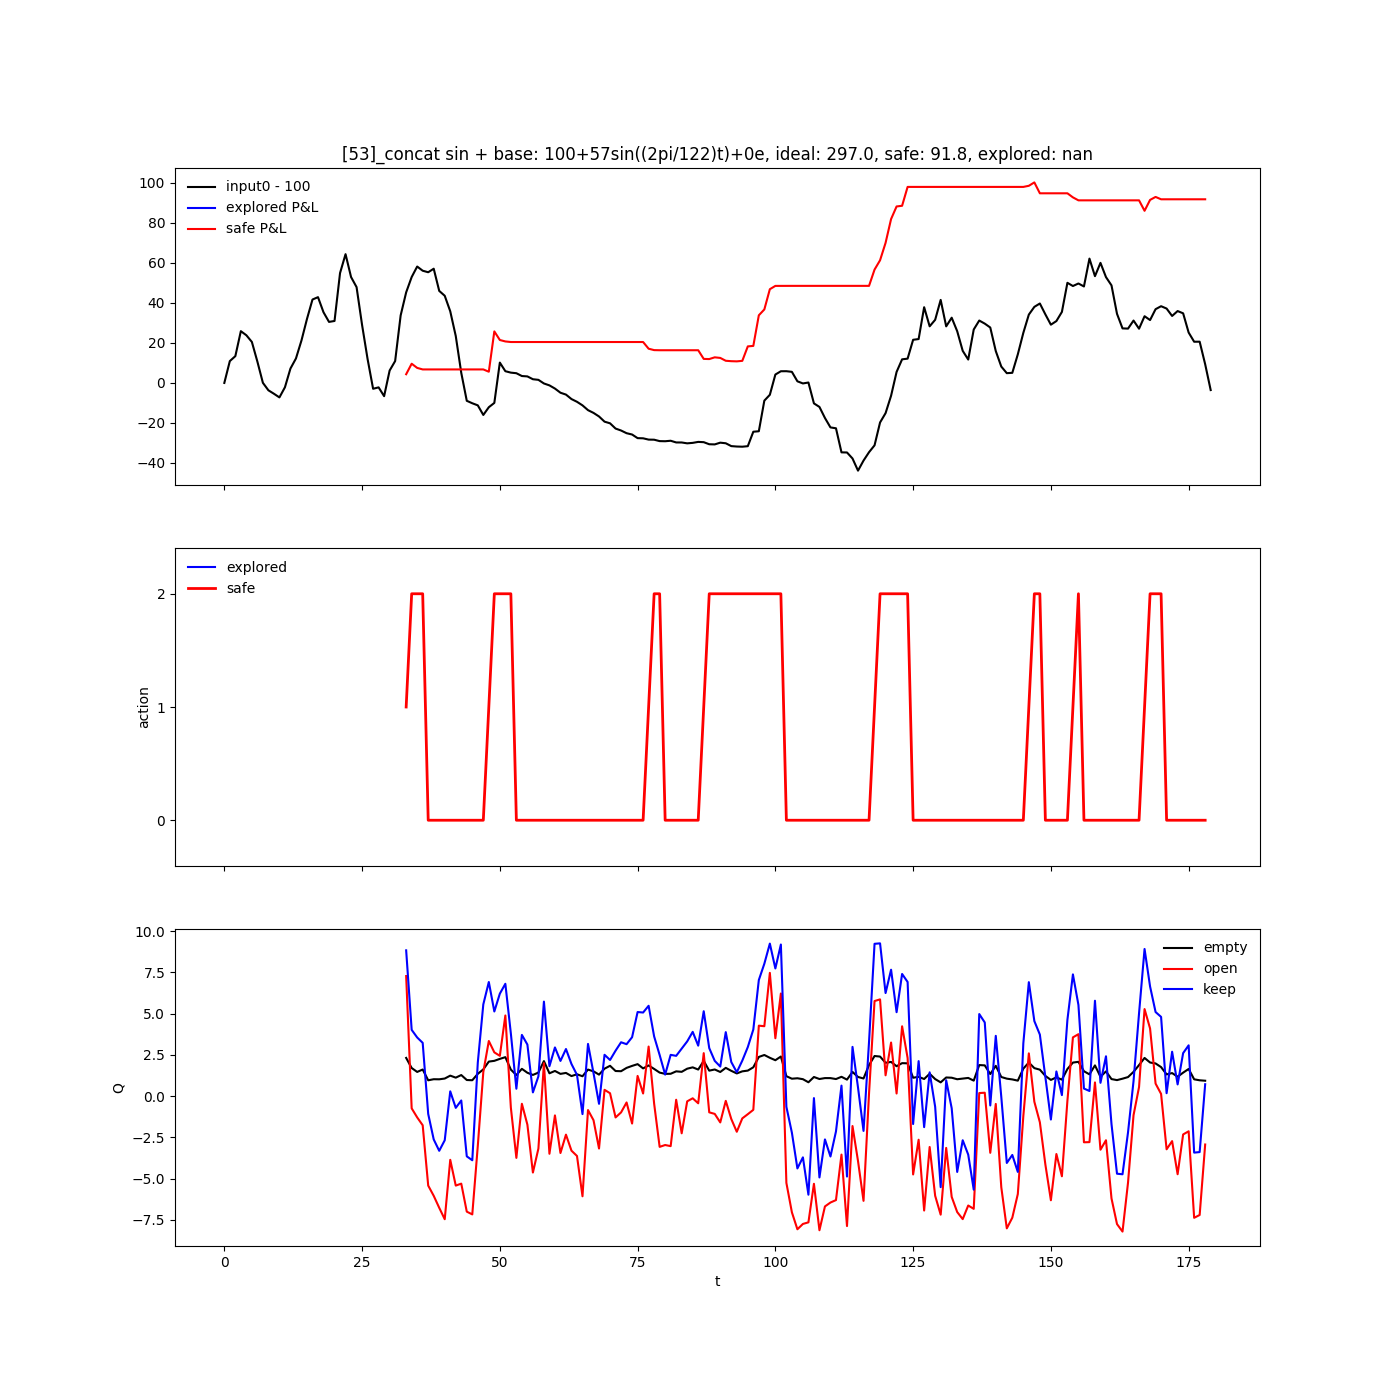 [53]_concat sin + base: 100+57sin((2pi/122)t)+0e, ideal: 297.0, safe: 91.8, explored: nan
input0 - 100
explored P&L
safe P&L
100
80
60
40
20
0
−20
−40
explored
safe
2
1
0
action
empty
open
keep
10.0
7.5
5.0
2.5
0.0
−2.5
−5.0
−7.5
Q
0 25 50 75 100 125 150 175
t